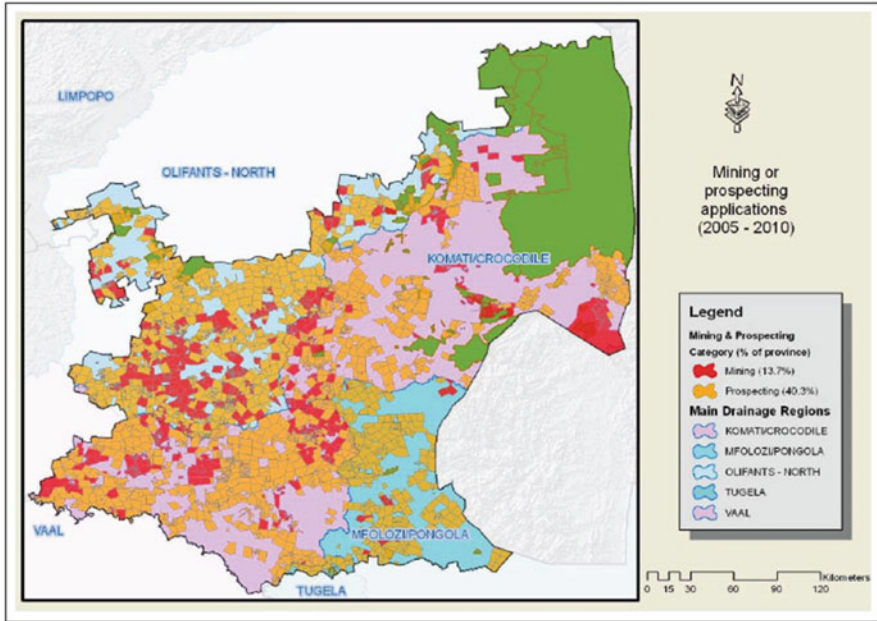 LIMPOPO
OLIFANTS - NORTH
KOMATI/CROCODILE
VAAL
MFOLOZI/PONGOLA
TUGELA
N
Mining or
prospecting
applications
(2005 - 2010)
Legend
Mining & Prospecting
Category (% of province)
Mining (13.7%)
Prospecting (40.3%)
Main Drainage Regions
KOMATI/CROCODILE
MFOLOZI/PONGOLA
OLIFANTS - NORTH
TUGELA
VAAL
Kilometers
0 15 30 60 90 120